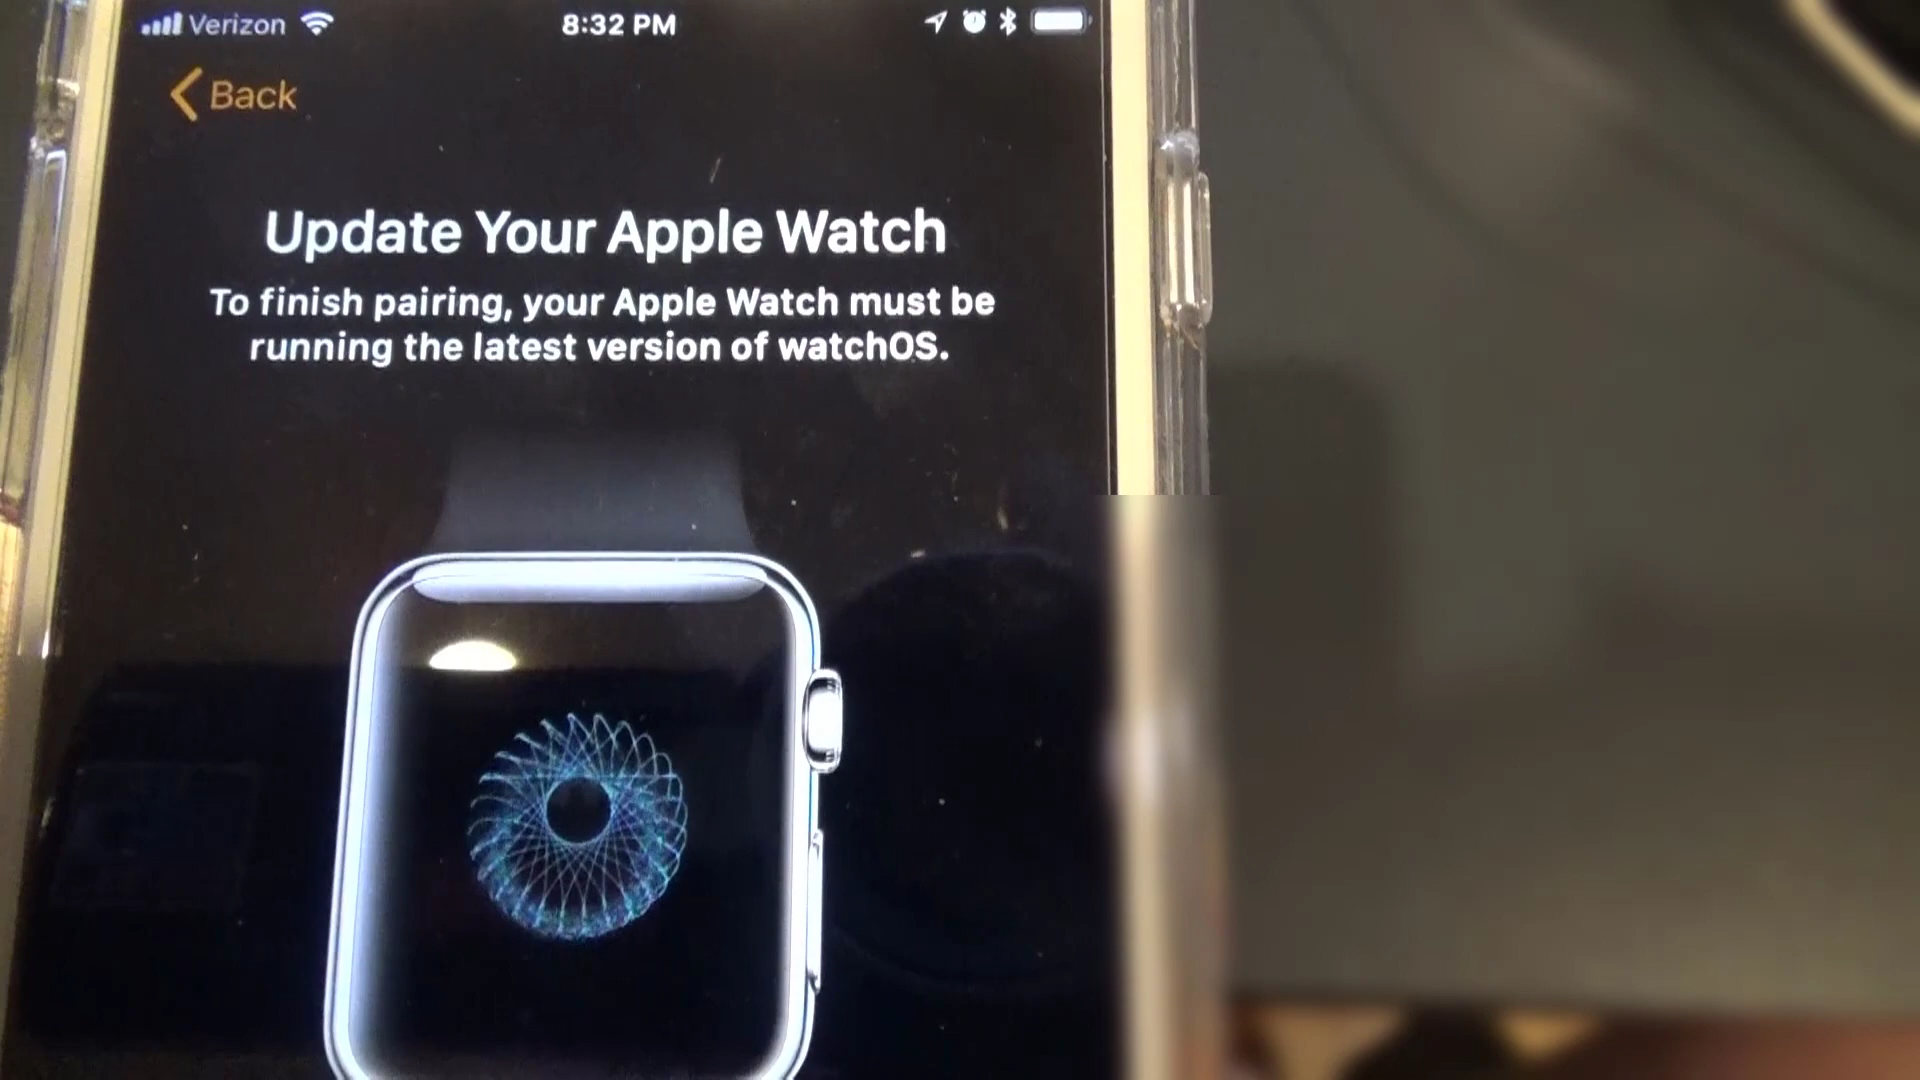 Verizon 8:32 PM
Back
Update Your Apple Watch
To finish pairing, your Apple Watch must be
running the latest version of watchOS.